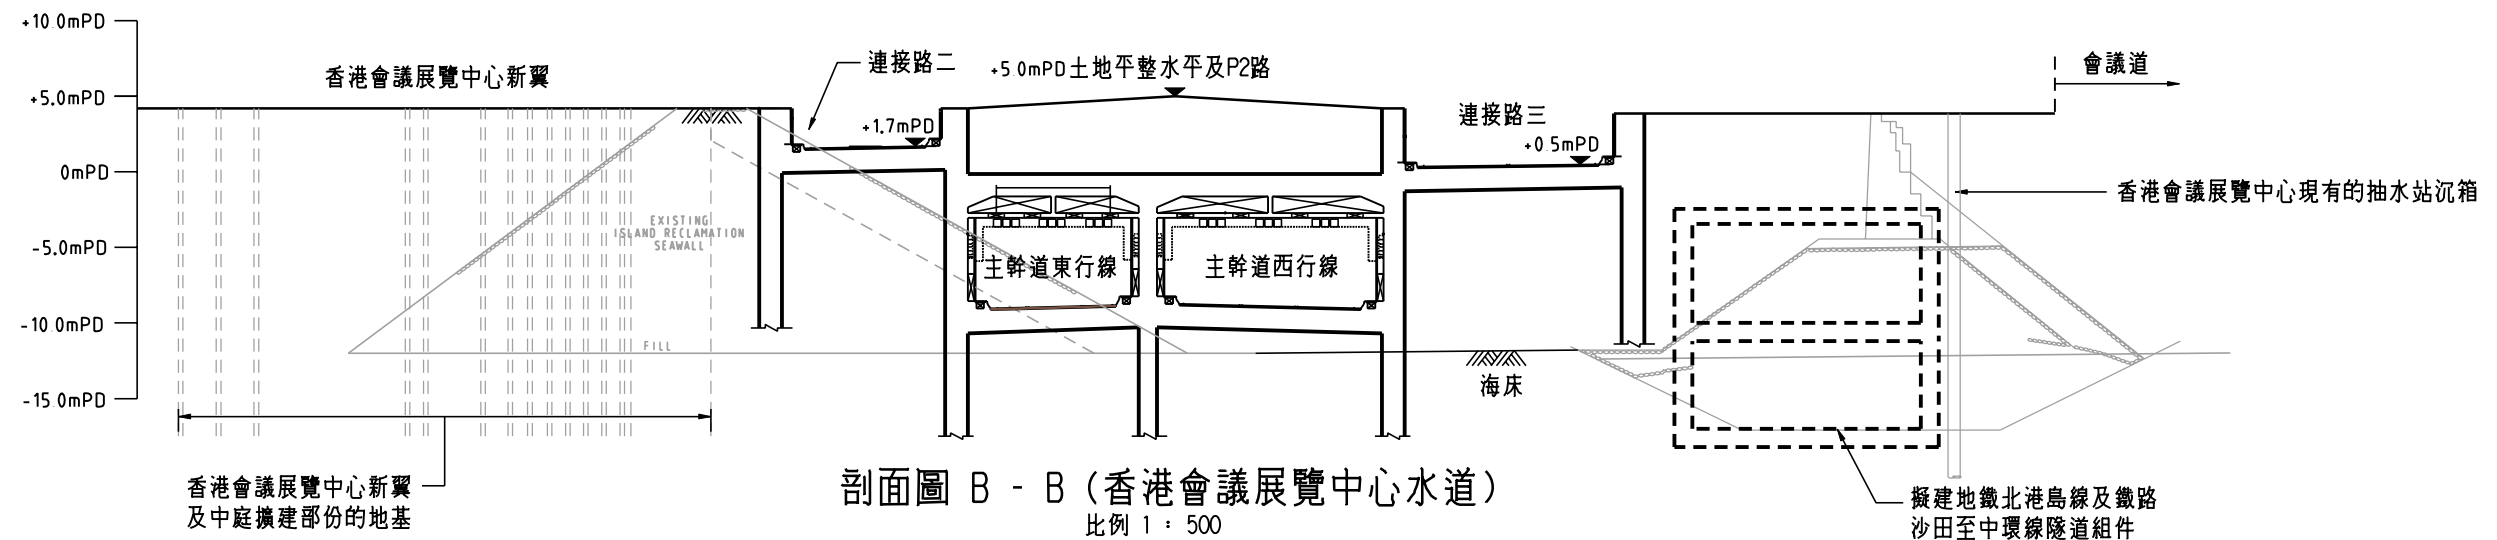 +10.0mPD
+5.0mPD
0mPD
-5.0mPD
-10.0mPD
-15.0mPD
香港會議展覽中心新翼
連接路二
+5.0mPD土地平整水平及P2路
+1.7mPD
連接路三
+0.5mPD
會議道
香港會議展覽中心現有的抽水站沉箱
EXISTING
ISLAND RECLAMATION
SEAWALL
主幹道東行線
主幹道西行線
FILL
海床
香港會議展覽中心新翼
及中庭擴建部份的地基
擬建地鐵北港島線及鐵路
沙田至中環線隧道組件
剖面圖 B - B (香港會議展覽中心水道)
比例 1 : 500